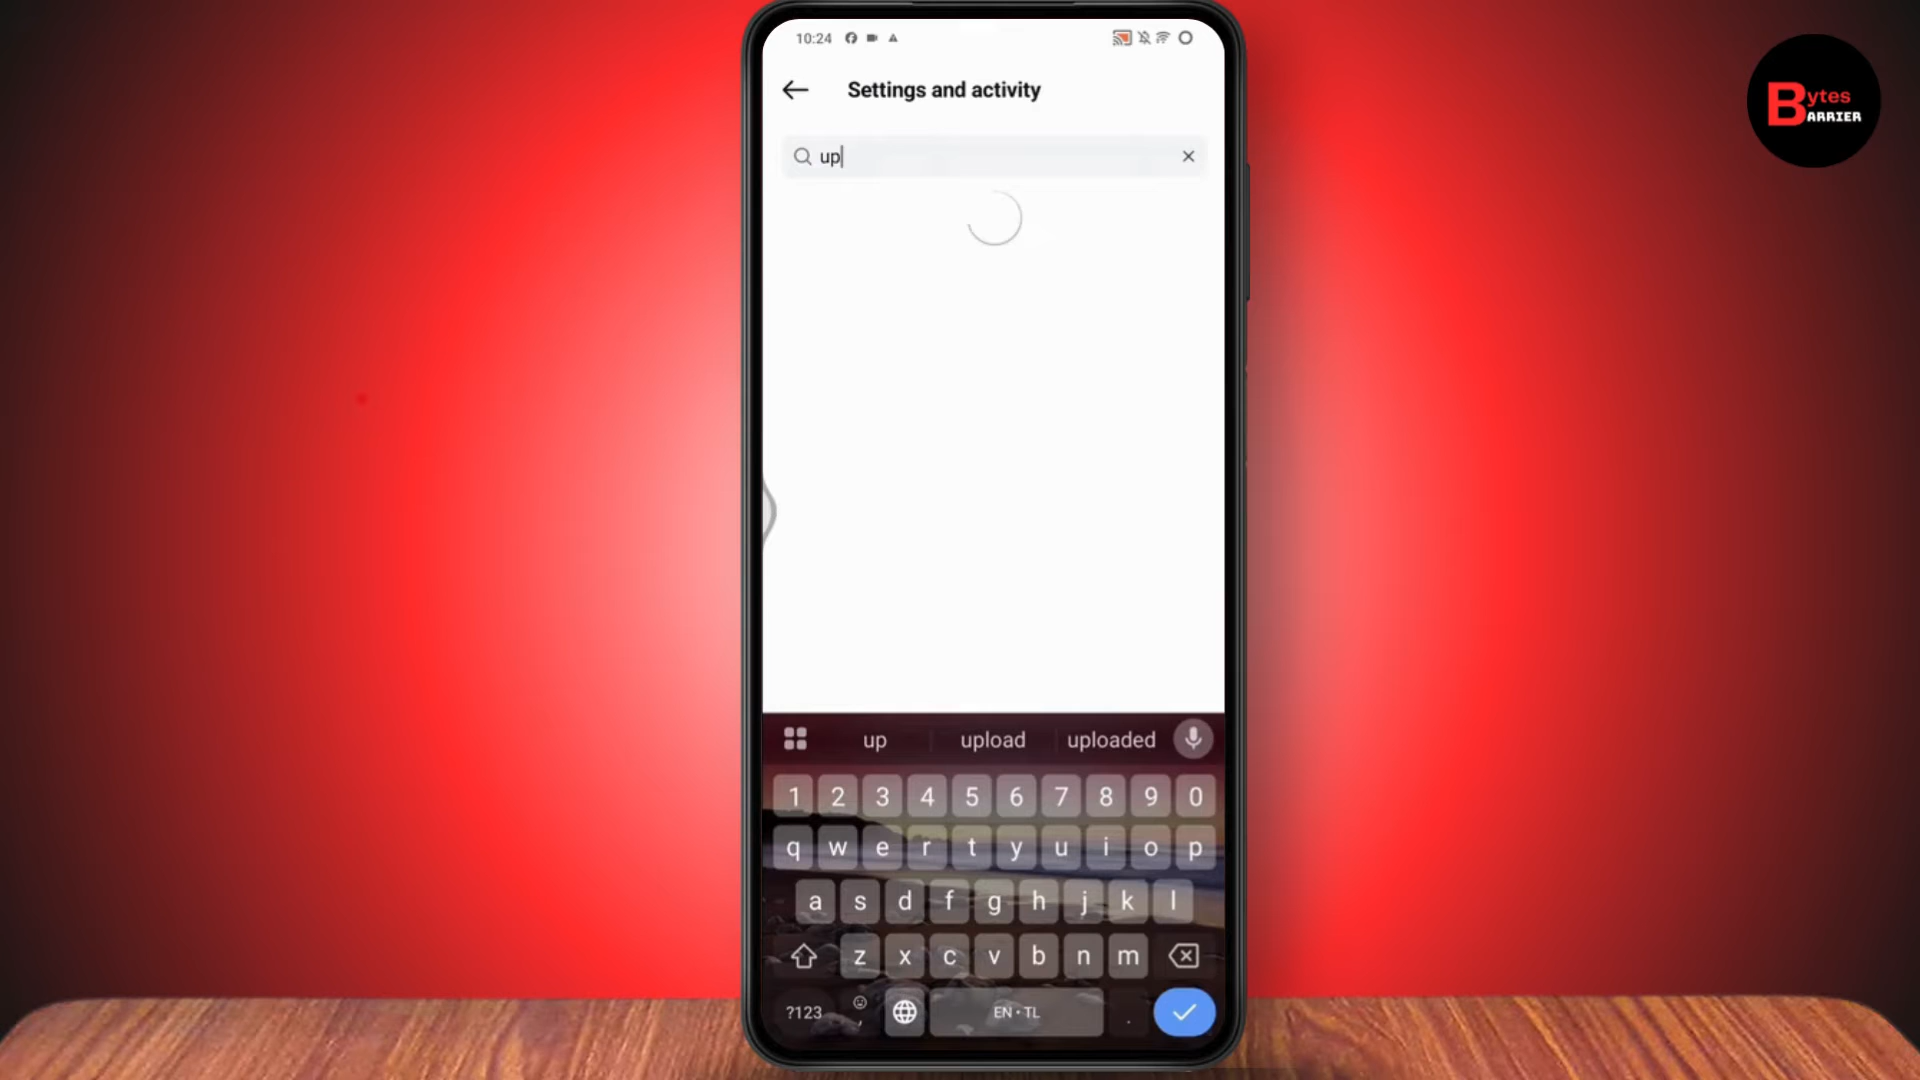 10:24
Settings and activity
up
Bytes
BARRIER
up upload uploaded
1 2 3 4 5 6 7 8 9 0
q w e r t y u i o p
a s d f g h j k l
z x c v b n m
?123 , EN • TL .